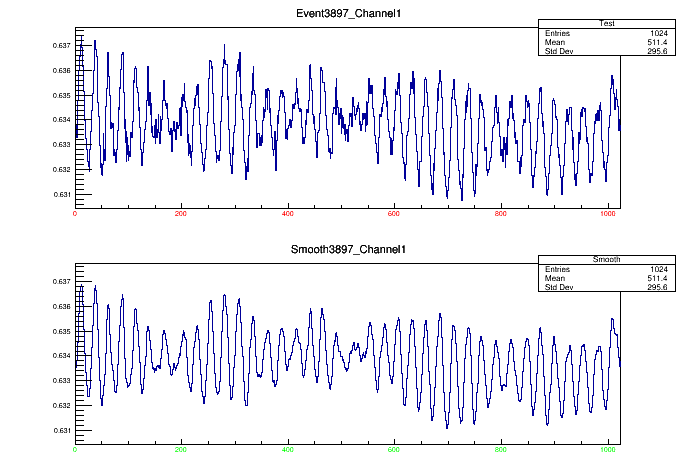 Event3897_Channel1
Test
Entries 1024
Mean 511.4
Std Dev 295.6
0.637
0.636
0.635
0.634
0.633
0.632
0.631
0 200 400 600 800 1000
Smooth3897_Channel1
Smooth
Entries 1024
Mean 511.4
Std Dev 295.6
0.637
0.636
0.635
0.634
0.633
0.632
0.631
0 200 400 600 800 1000